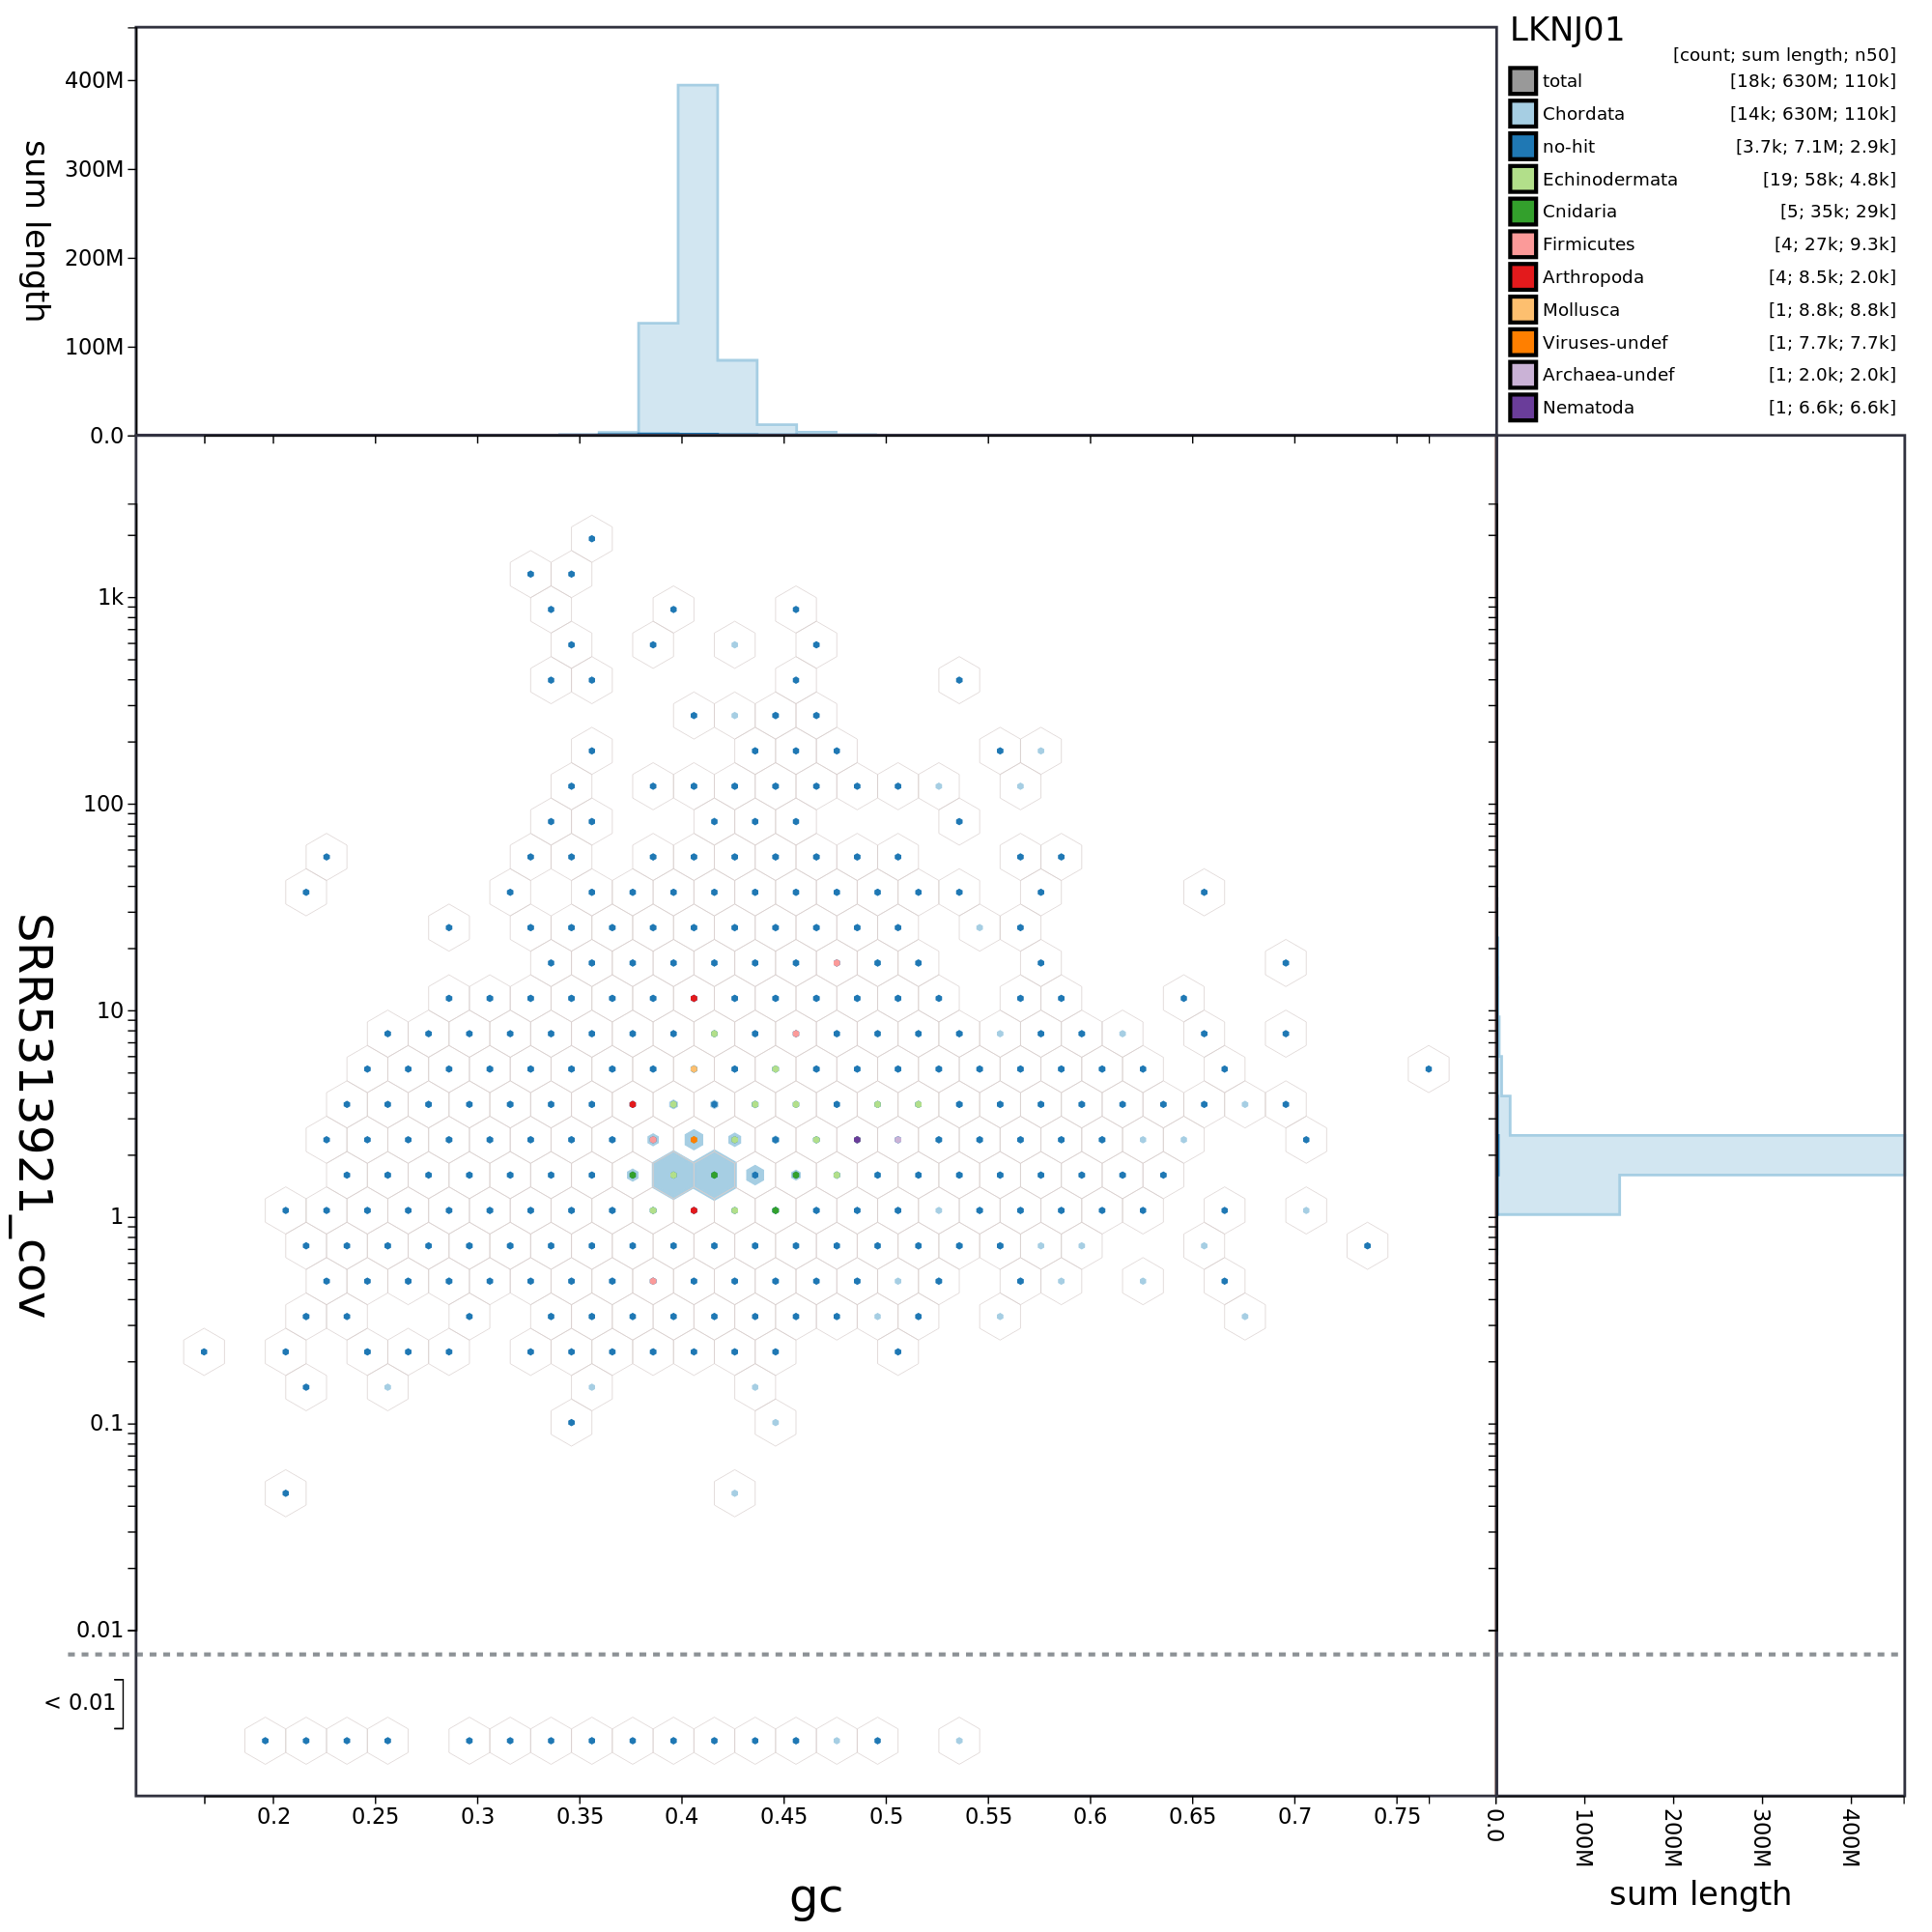 LKNJ01
[count; sum length; n50]
total [18k; 630M; 110k]
Chordata [14k; 630M; 110k]
no-hit [3.7k; 7.1M; 2.9k]
Echinodermata [19; 58k; 4.8k]
Cnidaria [5; 35k; 29k]
Firmicutes [4; 27k; 9.3k]
Arthropoda [4; 8.5k; 2.0k]
Mollusca [1; 8.8k; 8.8k]
Viruses-undef [1; 7.7k; 7.7k]
Archaea-undef [1; 2.0k; 2.0k]
Nematoda [1; 6.6k; 6.6k]
sum length
400M
300M
200M
100M
0.0
SRR5313921_cov
1k
100
10
1
0.1
0.01
< 0.01
0.2 0.25 0.3 0.35 0.4 0.45 0.5 0.55 0.6 0.65 0.7 0.75
gc
0.0 100M 200M 300M 400M
sum length